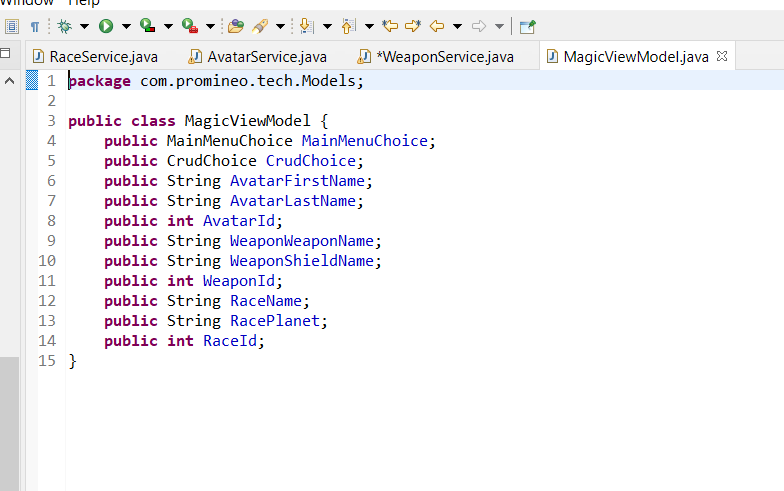 Window Help
RaceService.java AvatarService.java *WeaponService.java MagicViewModel.java
1 package com.promineo.tech.Models;
2
3 public class MagicViewModel {
4 public MainMenuChoice MainMenuChoice;
5 public CrudChoice CrudChoice;
6 public String AvatarFirstName;
7 public String AvatarLastName;
8 public int AvatarId;
9 public String WeaponWeaponName;
10 public String WeaponShieldName;
11 public int WeaponId;
12 public String RaceName;
13 public String RacePlanet;
14 public int RaceId;
15 }